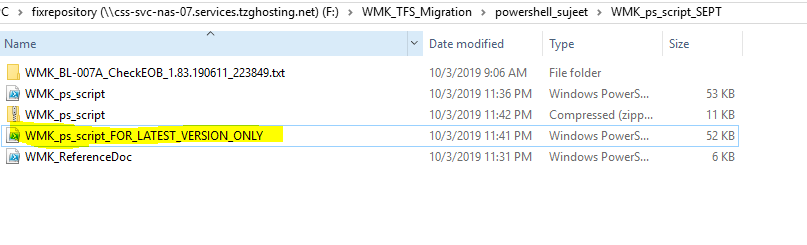 C > fixrepository (\\css-svc-nas-07.services.tzghosting.net) (F:) > WMK_TFS_Migration > powershell_sujeet > WMK_ps_script_SEPT
Name Date modified Type Size
WMK_BL-007A_CheckEOB_1.83.190611_223849.txt 10/3/2019 9:06 AM File folder
WMK_ps_script 10/3/2019 11:36 PM Windows PowerS... 53 KB
WMK_ps_script 10/3/2019 11:42 PM Compressed (zipp... 11 KB
WMK_ps_script_FOR_LATEST_VERSION_ONLY 10/3/2019 11:41 PM Windows PowerS... 52 KB
WMK_ReferenceDoc 10/3/2019 11:31 PM Windows PowerS... 6 KB